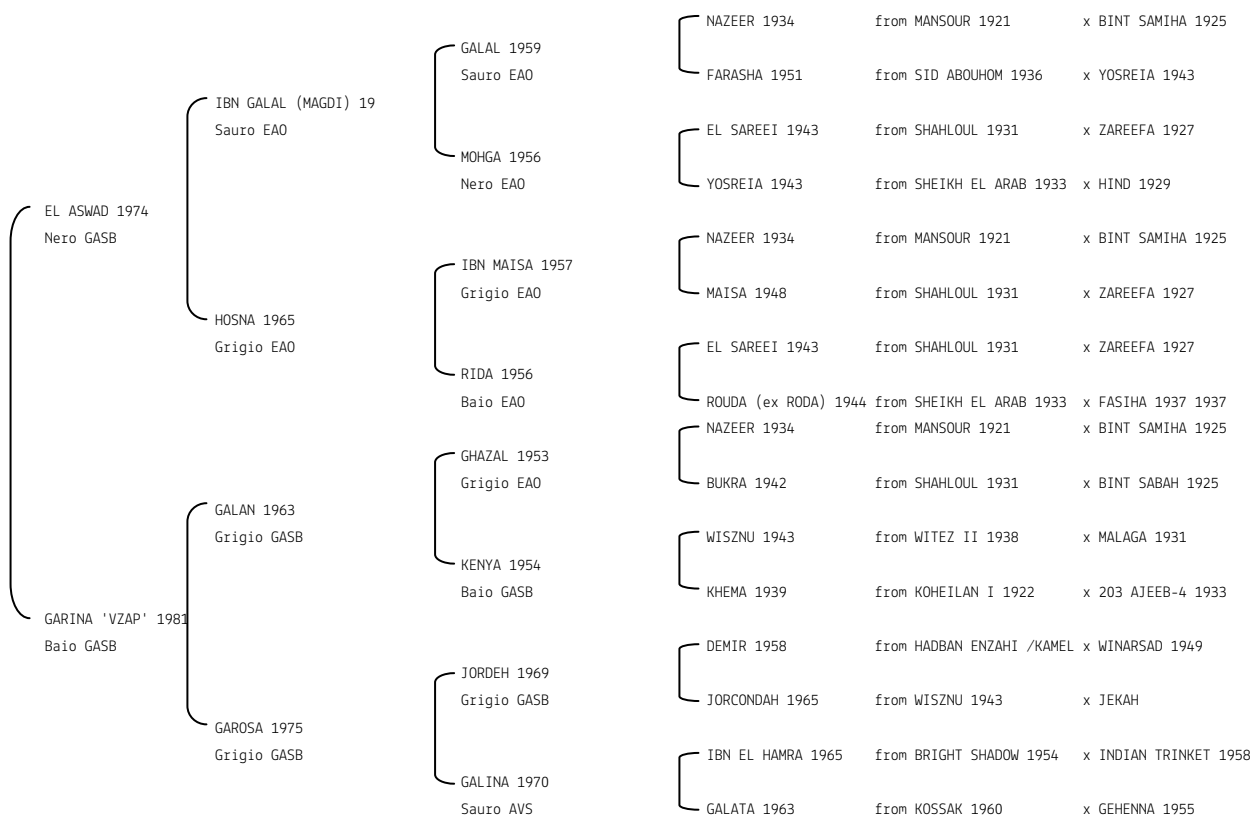 NAZEER 1934 from MANSOUR 1921 x BINT SAMIHA 1925
GALAL 1959
Sauro EAO
FARASHA 1951 from SID ABOUHOM 1936 x YOSREIA 1943
IBN GALAL (MAGDI) 19
Sauro EAO
EL SAREEI 1943 from SHAHLOUL 1931 x ZAREEFA 1927
MOHGA 1956
Nero EAO
YOSREIA 1943 from SHEIKH EL ARAB 1933 x HIND 1929
EL ASWAD 1974
Nero GASB
NAZEER 1934 from MANSOUR 1921 x BINT SAMIHA 1925
IBN MAISA 1957
Grigio EAO
MAISA 1948 from SHAHLOUL 1931 x ZAREEFA 1927
HOSNA 1965
Grigio EAO
EL SAREEI 1943 from SHAHLOUL 1931 x ZAREEFA 1927
RIDA 1956
Baio EAO
ROUDA (ex RODA) 1944 from SHEIKH EL ARAB 1933 x FASIHA 1937 1937
NAZEER 1934 from MANSOUR 1921 x BINT SAMIHA 1925
GHAZAL 1953
Grigio EAO
BUKRA 1942 from SHAHLOUL 1931 x BINT SABAH 1925
GALAN 1963
Grigio GASB
WISZNU 1943 from WITEZ II 1938 x MALAGA 1931
KENYA 1954
Baio GASB
KHEMA 1939 from KOHEILAN I 1922 x 203 AJEEB-4 1933
GARINA 'VZAP' 1981
Baio GASB
DEMIR 1958 from HADBAN ENZAHI /KAMEL x WINARSAD 1949
JORDEH 1969
Grigio GASB
JORCONDAH 1965 from WISZNU 1943 x JEKAH
GAROSA 1975
Grigio GASB
IBN EL HAMRA 1965 from BRIGHT SHADOW 1954 x INDIAN TRINKET 1958
GALINA 1970
Sauro AVS
GALATA 1963 from KOSSAK 1960 x GEHENNA 1955